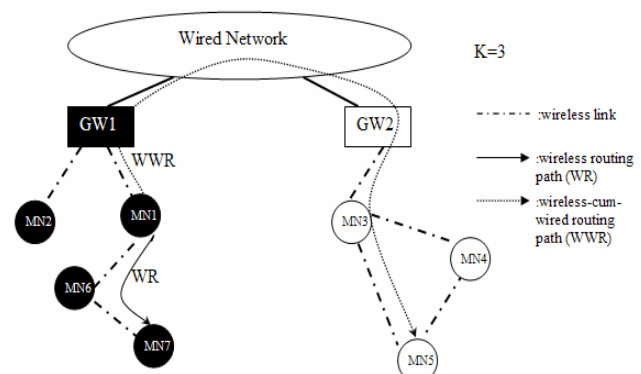 Wired Network
K=3
GW1
GW2
:wireless link
WWR
:wireless routing
path (WR)
:wireless-cum-
wired routing
path (WWR)
MN2
MN1
MN3
MN4
WR
MN6
MN7
MN5